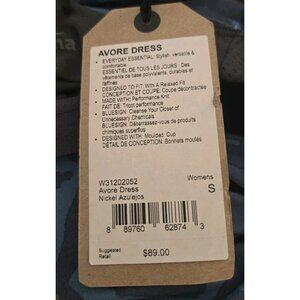 na
AVORE DRESS
• EVERYDAY ESSENTIAL: Stylish, versatile &
comfortable
ESSENTIEL DE TOUS LES JOURS : Des
vêtements de base polyvalents, durables et
raffinés
• DESIGNED TO FIT: With A Relaxed Fit
CONCEPTION ET COUPE: Coupe décontractée
• MADE WITH: Performance Knit
FAIT DE: Tricot performance
• BLUESIGN: Cleanse Your Closet of
Unnecessary Chemicals
BLUESIGN: Débarrassez-vous de produits
chimiques superflus
DESIGNED WITH: Moulded Cup
DÉTAIL DE CONCEPTION: Bonnets moulés
W31202052 Womens
Avore Dress S
Nickel Azulejos
8 89760 62874 3
Suggested
Retail $89.00